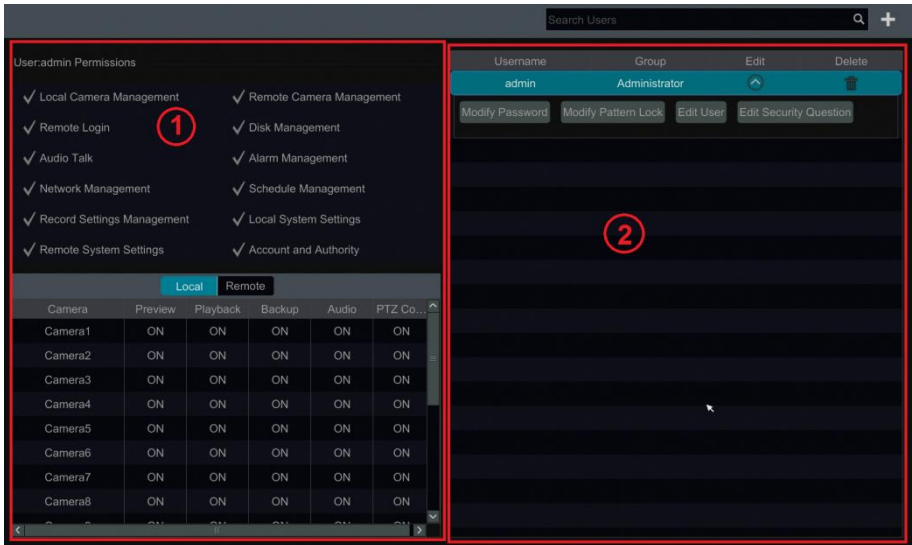 Search Users
User:admin Permissions
Local Camera Management Remote Camera Management
Remote Login Disk Management
Audio Talk Alarm Management
Network Management Schedule Management
Record Settings Management Local System Settings
Remote System Settings Account and Authority
1
Local Remote
Camera Preview Playback Backup Audio PTZ Co...
Camera1 ON ON ON ON ON
Camera2 ON ON ON ON ON
Camera3 ON ON ON ON ON
Camera4 ON ON ON ON ON
Camera5 ON ON ON ON ON
Camera6 ON ON ON ON ON
Camera7 ON ON ON ON ON
Camera8 ON ON ON ON ON
Username Group Edit Delete
admin Administrator
Modify Password Modify Pattern Lock Edit User Edit Security Question
2